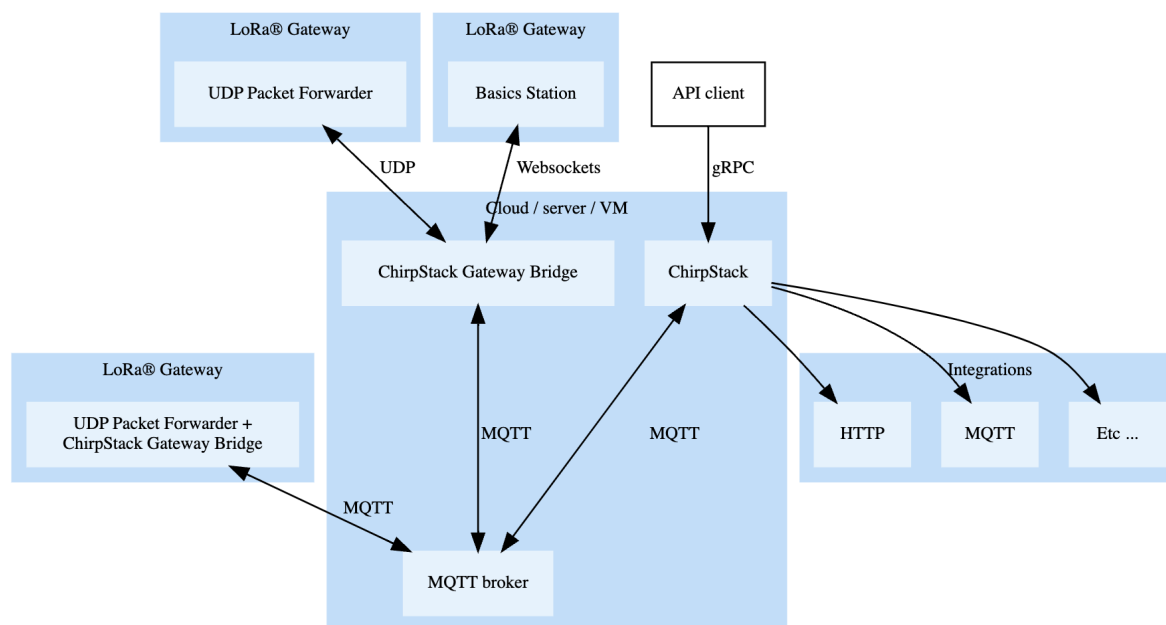 LoRa® Gateway
LoRa® Gateway
UDP Packet Forwarder
Basics Station
API client
UDP
Websockets
gRPC
Cloud / server / VM
ChirpStack Gateway Bridge
ChirpStack
LoRa® Gateway
Integrations
UDP Packet Forwarder +
ChirpStack Gateway Bridge
MQTT
MQTT
HTTP
MQTT
Etc ...
MQTT
MQTT broker